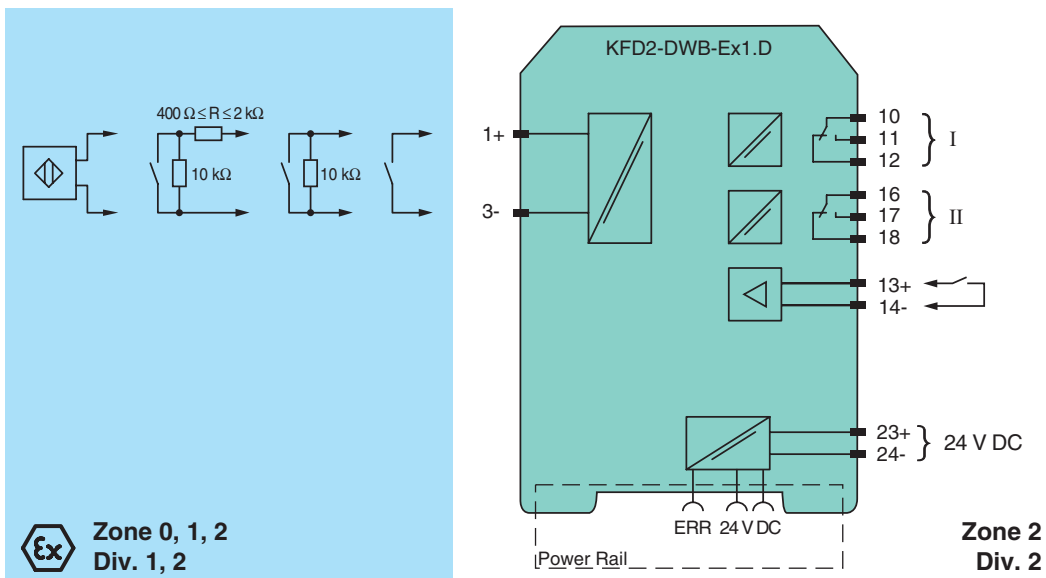 KFD2-DWB-Ex1.D
400 Ω ≤ R ≤ 2 kΩ
10 kΩ
10 kΩ
1+
3-
10
11
12
I
16
17
18
II
13+
14-
23+
24-
24 V DC
ERR 24 V DC
Power Rail
Ex
Zone 0, 1, 2
Div. 1, 2
Zone 2
Div. 2